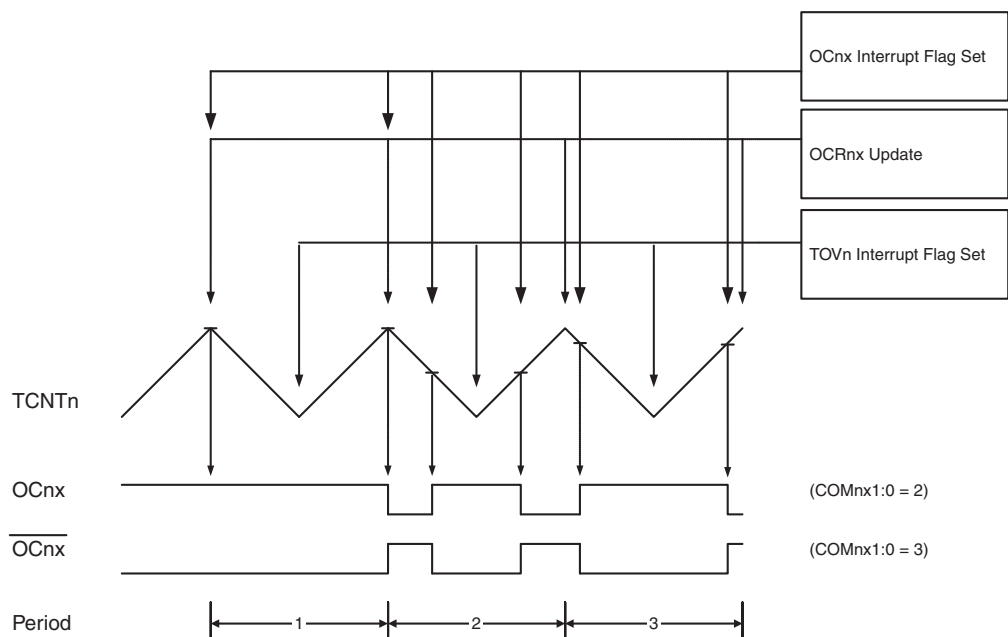 OCnx Interrupt Flag Set
OCRnx Update
TOVn Interrupt Flag Set
TCNTn
OCnx
(COMnx1:0 = 2)
OCnx
(COMnx1:0 = 3)
Period
1
2
3